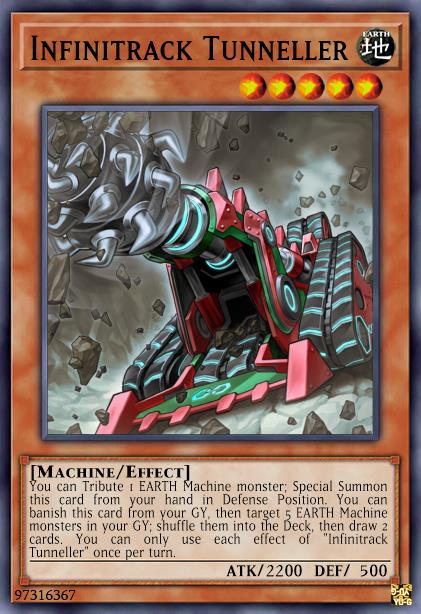 INFINITRACK TUNNELLER
EARTH
地
[MACHINE/EFFECT]
You can Tribute 1 EARTH Machine monster; Special Summon
this card from your hand in Defense Position. You can
banish this card from your GY, then target 5 EARTH Machine
monsters in your GY; shuffle them into the Deck, then draw 2
cards. You can only use each effect of "Infinitrack
Tunneller" once per turn.
ATK/2200 DEF/ 500
97316367